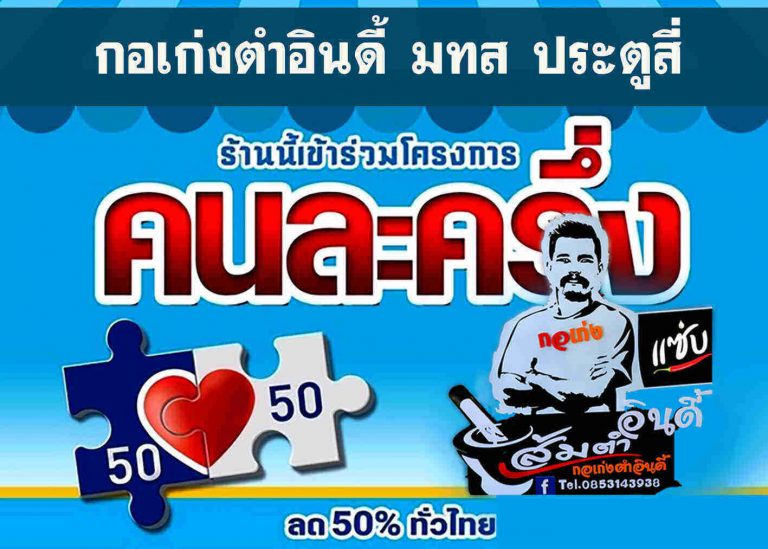 กอเก่งตำอินดี้ มทส ประตูสี่
ร้านนี้เข้าร่วมโครงการ
คนละครึ่ง
กอเก่ง
แซ่บ
50
50
อินดี้
ส้มตำ
กอเก่งตำอินดี้
f Tel.0853143938
ลด 50% ทั่วไทย